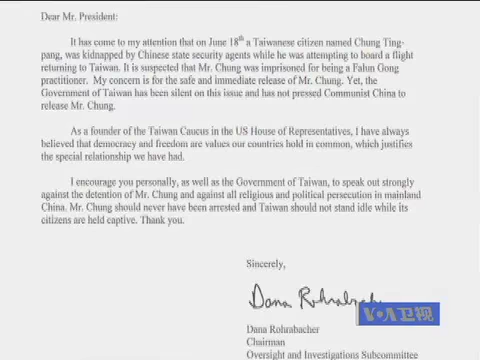 Dear Mr. President:
It has come to my attention that on June 18th a Taiwanese citizen named Chung Ting-
pang, was kidnapped by Chinese state security agents while he was attempting to board a flight
returning to Taiwan. It is suspected that Mr. Chung was imprisoned for being a Falun Gong
practitioner. My concern is for the safe and immediate release of Mr. Chung. Yet, the
Government of Taiwan has been silent on this issue and has not pressed Communist China to
release Mr. Chung.
As a founder of the Taiwan Caucus in the US House of Representatives, I have always
believed that democracy and freedom are values our countries hold in common, which justifies
the special relationship we have had.
I encourage you personally, as well as the Government of Taiwan, to speak out strongly
against the detention of Mr. Chung and against all religious and political persecution in mainland
China. Mr. Chung should never have been arrested and Taiwan should not stand idle while its
citizens are held captive. Thank you.
Sincerely,
Dana Rohrabacher
VOA卫视
Dana Rohrabacher
Chairman
Oversight and Investigations Subcommittee